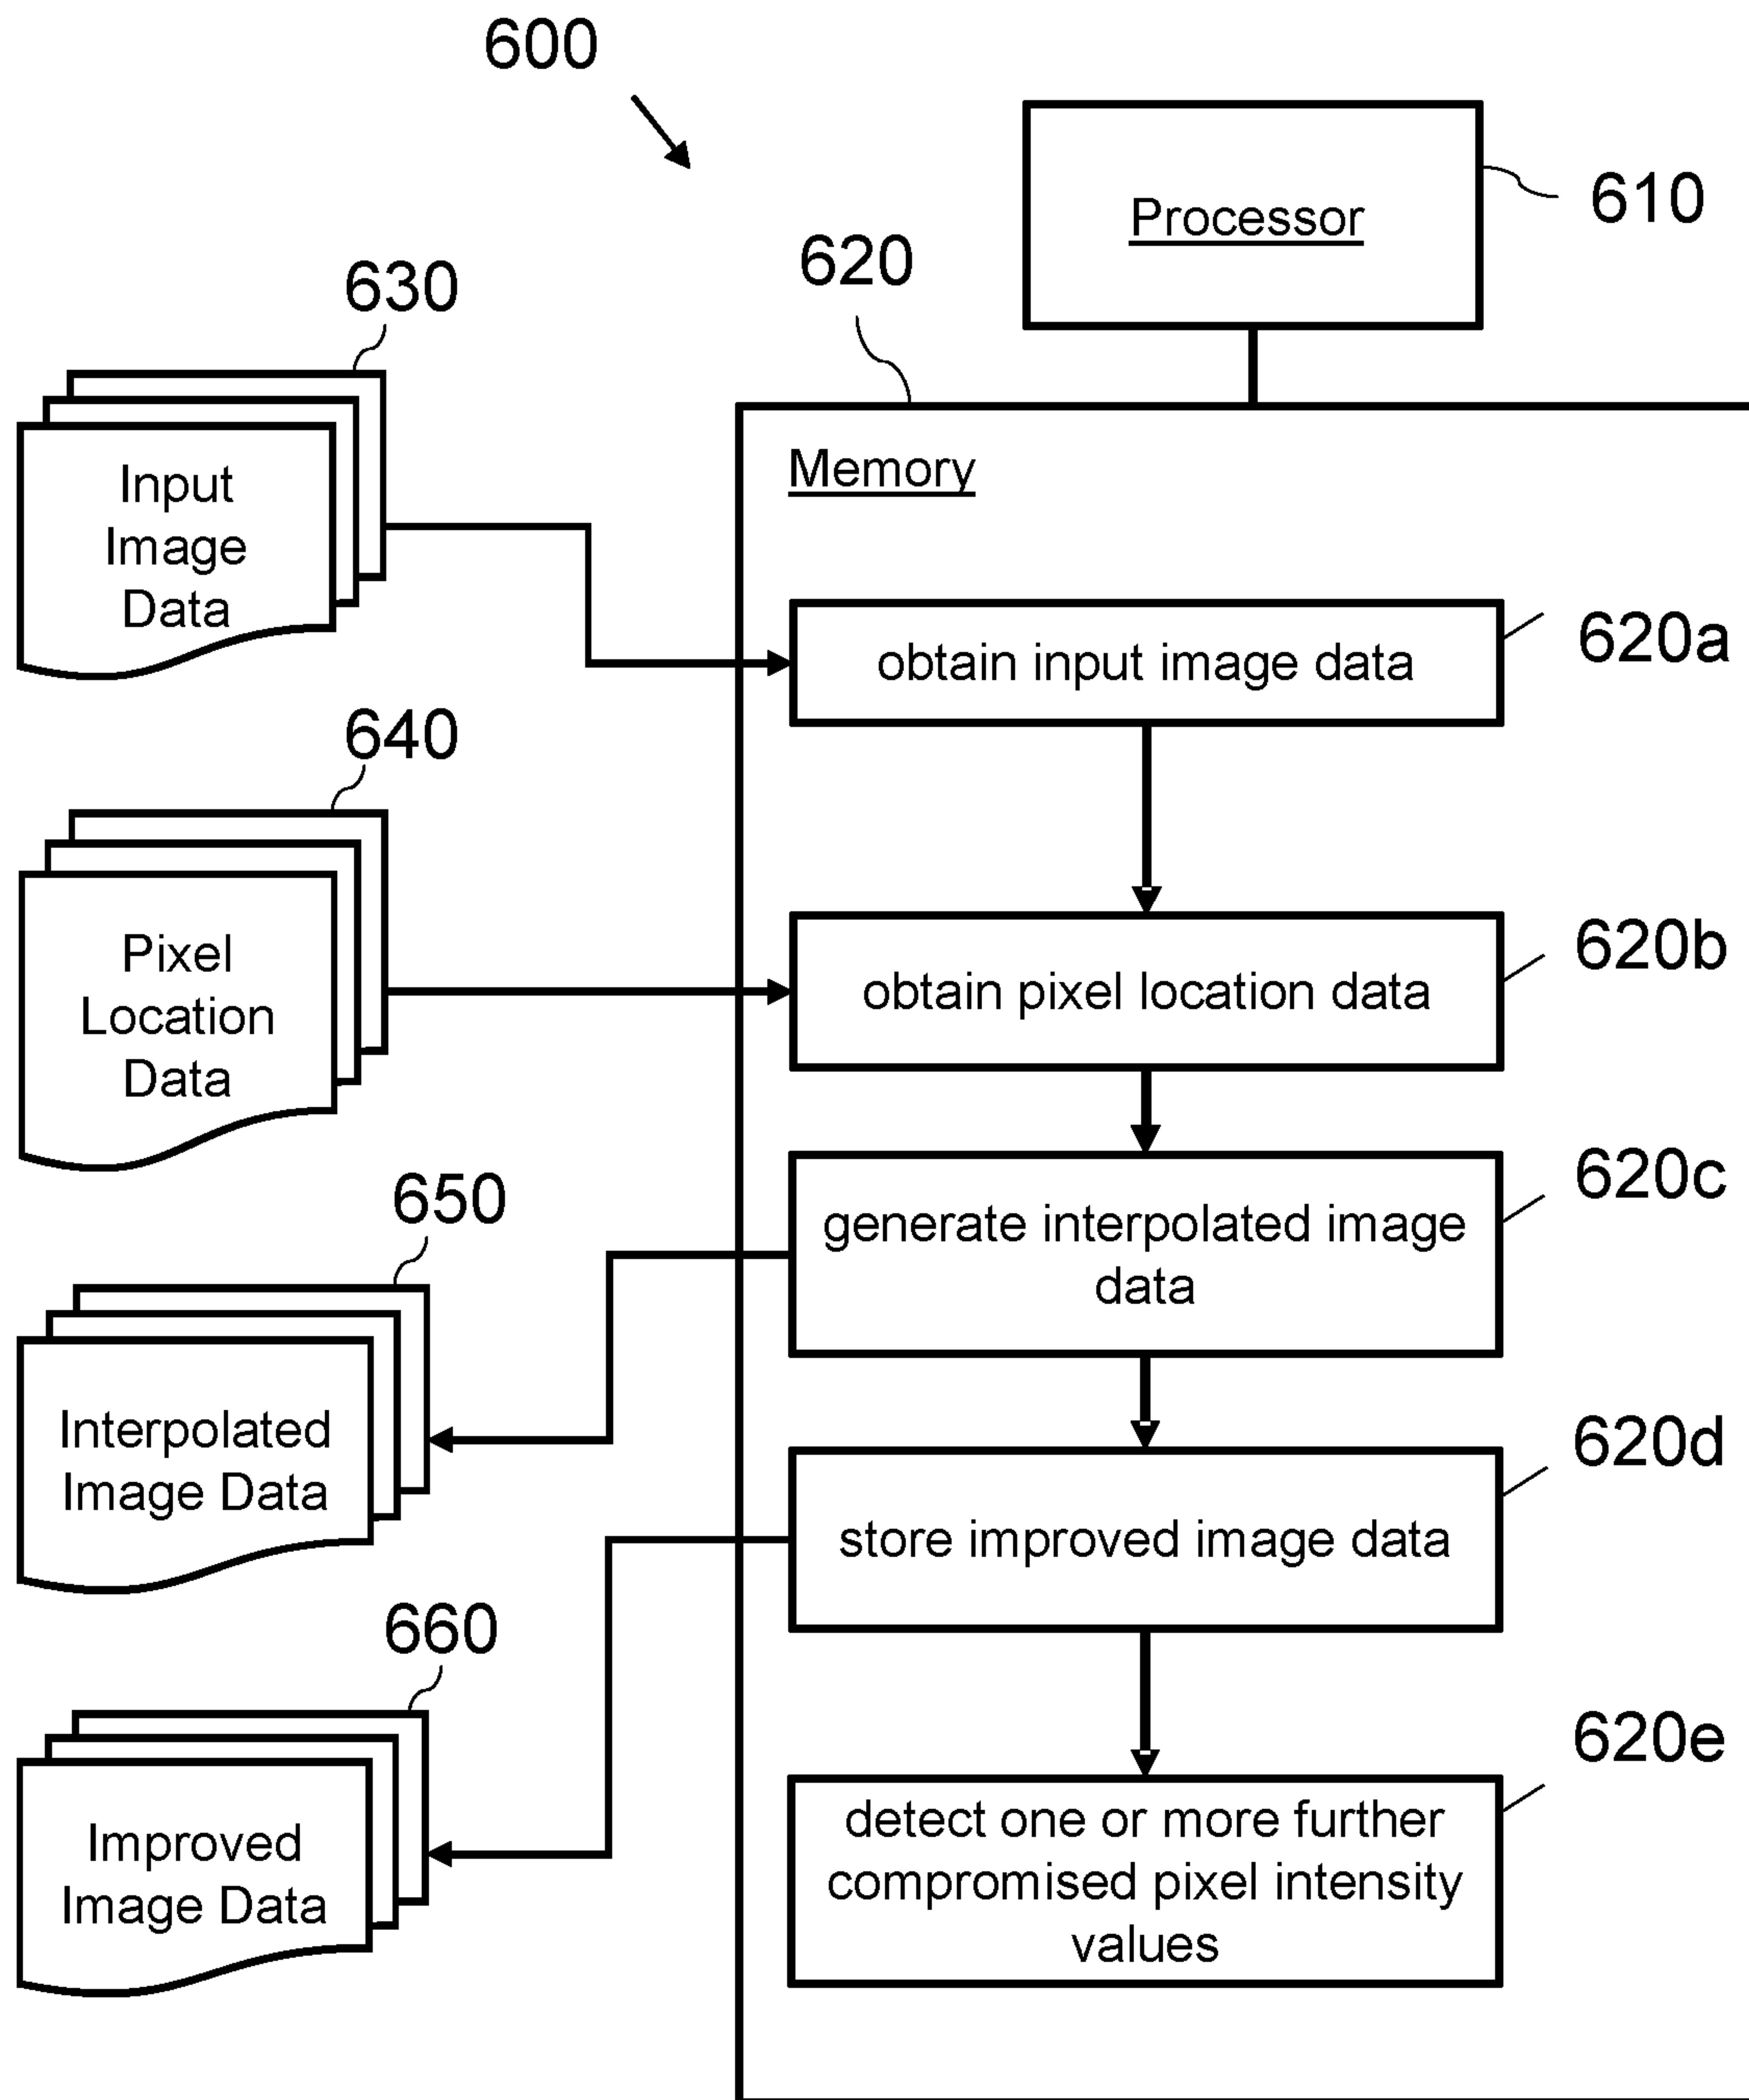 600
Processor
610
620
630
Input
Image
Data
Memory
obtain input image data
620a
640
Pixel
Location
Data
obtain pixel location data
620b
650
generate interpolated image
data
620c
Interpolated
Image Data
store improved image data
620d
660
Improved
Image Data
detect one or more further
compromised pixel intensity
values
620e